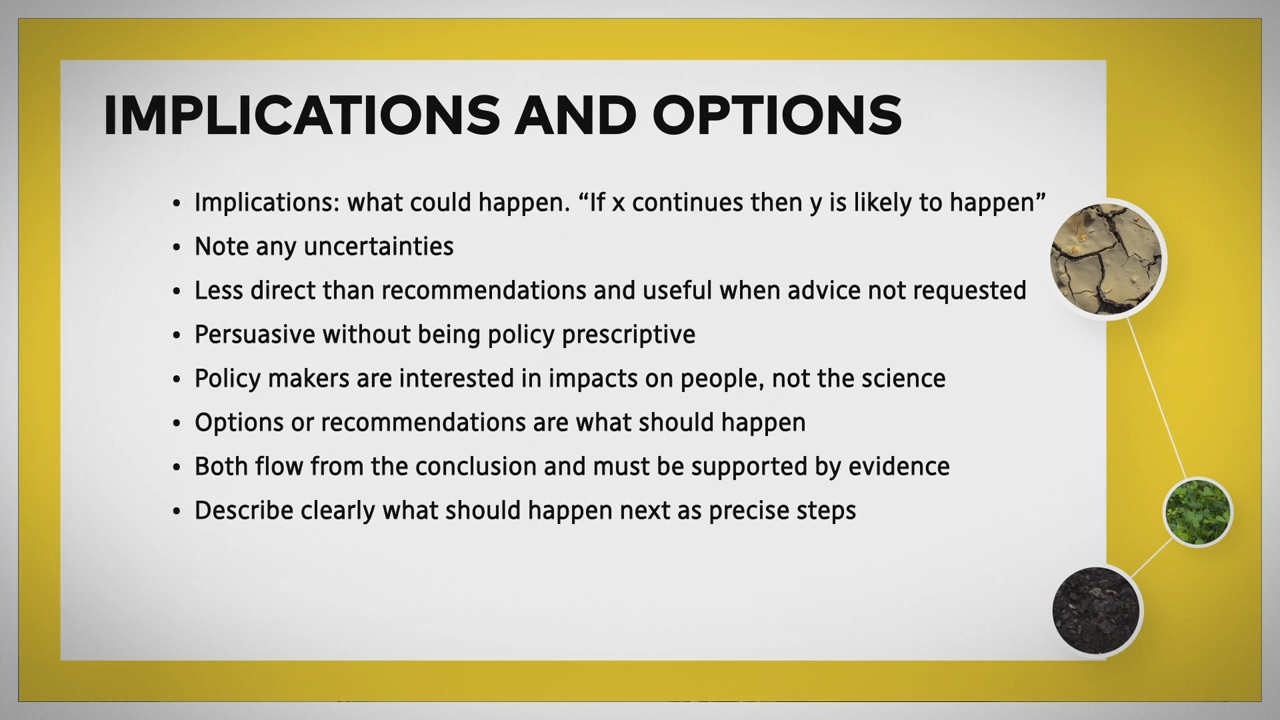 IMPLICATIONS AND OPTIONS
• Implications: what could happen. “If x continues then y is likely to happen”
• Note any uncertainties
• Less direct than recommendations and useful when advice not requested
• Persuasive without being policy prescriptive
• Policy makers are interested in impacts on people, not the science
• Options or recommendations are what should happen
• Both flow from the conclusion and must be supported by evidence
• Describe clearly what should happen next as precise steps